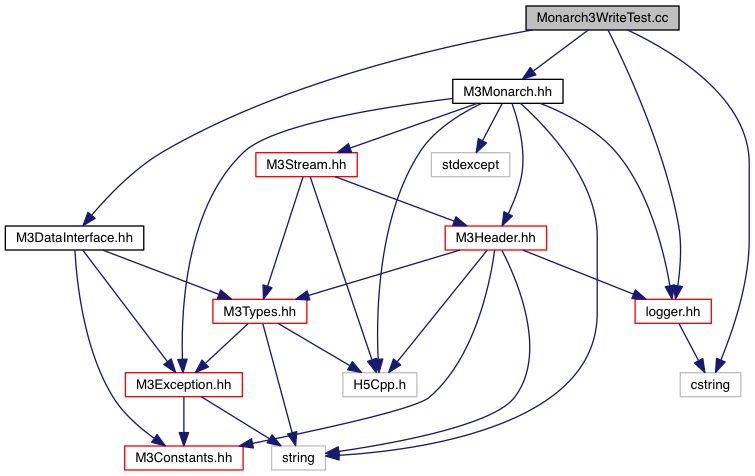 Monarch3WriteTest.cc
M3Monarch.hh
M3Stream.hh
stdexcept
M3DataInterface.hh
M3Header.hh
M3Types.hh
logger.hh
M3Exception.hh
H5Cpp.h
cstring
M3Constants.hh
string